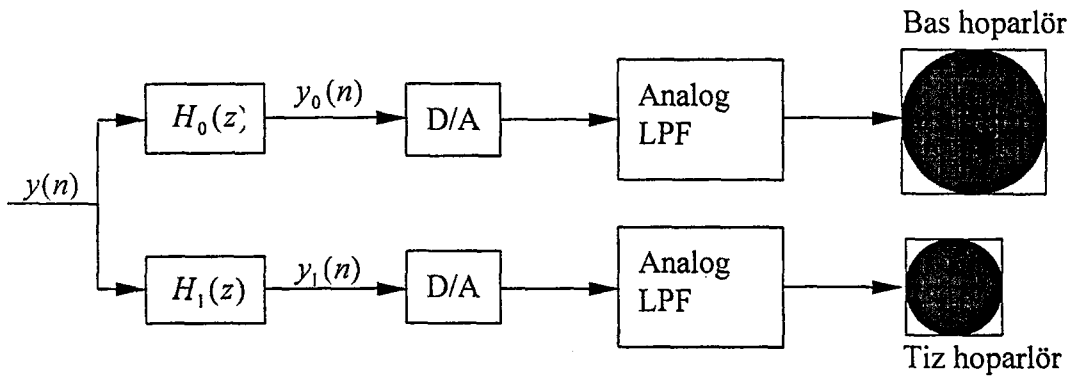 Bas hoparlör
y(n)
H₀(z)
y₀(n)
D/A
Analog
LPF
H₁(z)
y₁(n)
D/A
Analog
LPF
Tiz hoparlör